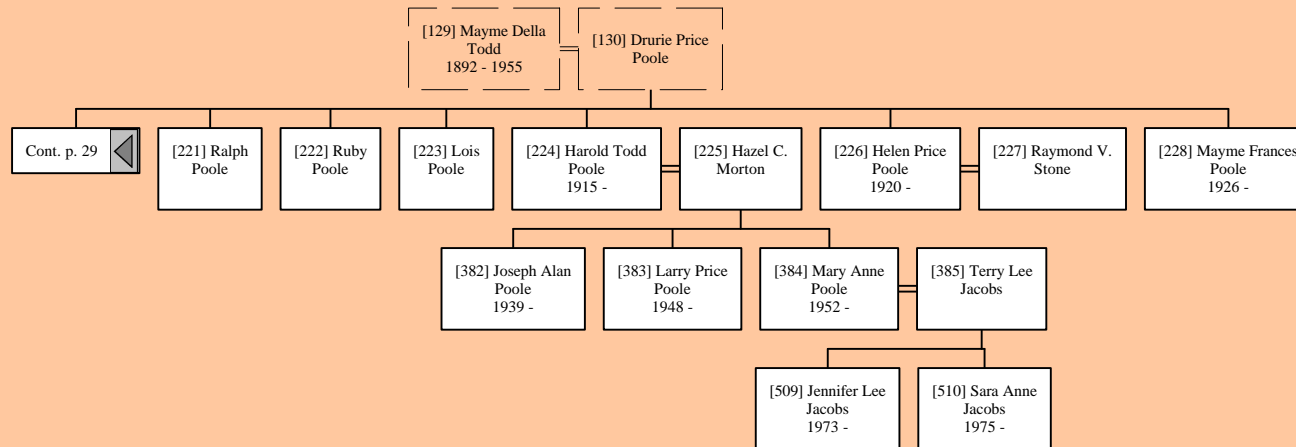 [129] Mayme Della
Todd
1892 - 1955
[130] Drurie Price
Poole
Cont. p. 29
[221] Ralph
Poole
[222] Ruby
Poole
[223] Lois
Poole
[224] Harold Todd
Poole
1915 -
[225] Hazel C.
Morton
[226] Helen Price
Poole
1920 -
[227] Raymond V.
Stone
[228] Mayme Frances
Poole
1926 -
[382] Joseph Alan
Poole
1939 -
[383] Larry Price
Poole
1948 -
[384] Mary Anne
Poole
1952 -
[385] Terry Lee
Jacobs
[509] Jennifer Lee
Jacobs
1973 -
[510] Sara Anne
Jacobs
1975 -